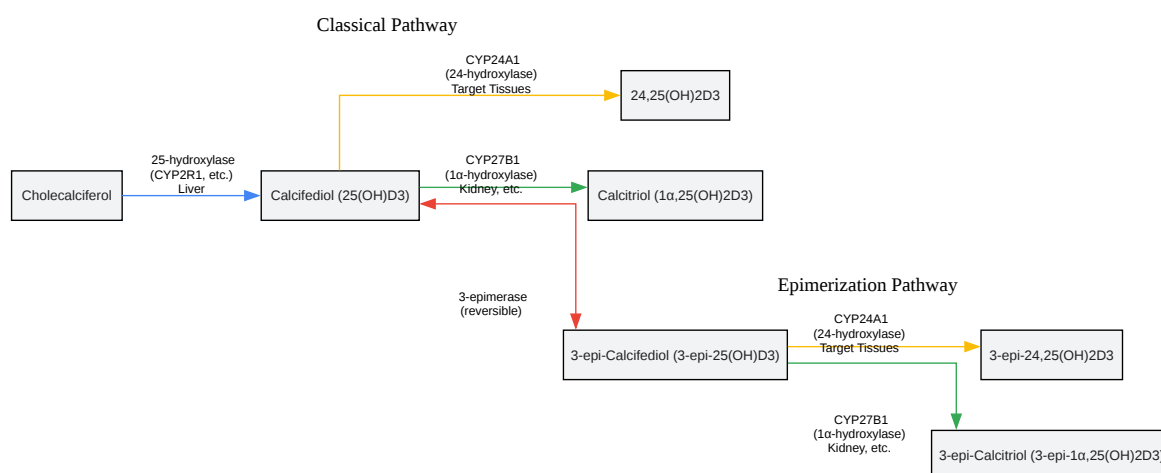 Classical Pathway
CYP24A1
(24-hydroxylase)
Target Tissues
24,25(OH)2D3
25-hydroxylase
(CYP2R1, etc.)
Liver
CYP27B1
(1α-hydroxylase)
Kidney, etc.
Cholecalciferol
Calcifediol (25(OH)D3)
Calcitriol (1α,25(OH)2D3)
Epimerization Pathway
3-epimerase
(reversible)
CYP24A1
(24-hydroxylase)
Target Tissues
3-epi-Calcifediol (3-epi-25(OH)D3)
3-epi-24,25(OH)2D3
CYP27B1
(1α-hydroxylase)
Kidney, etc.
3-epi-Calcitriol (3-epi-1α,25(OH)2D3)